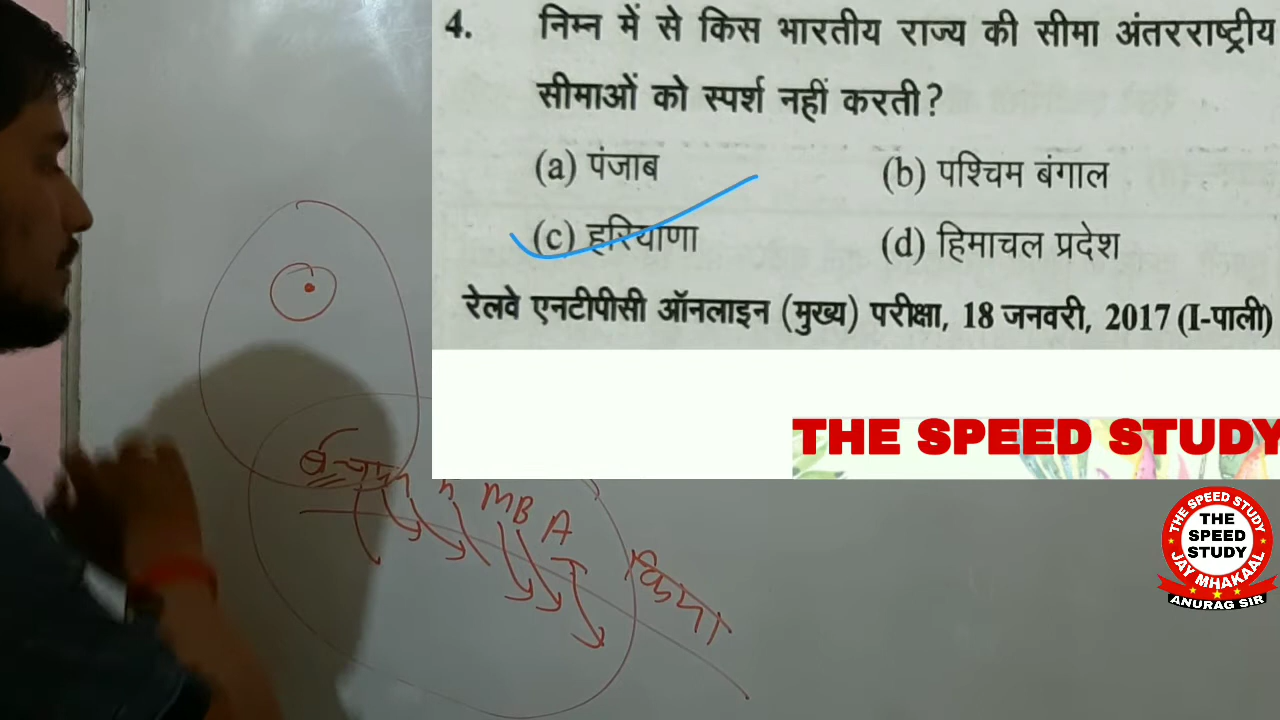 4. निम्न में से किस भारतीय राज्य की सीमा अंतरराष्ट्रीय
सीमाओं को स्पर्श नहीं करती?
(a) पंजाब (b) पश्चिम बंगाल
(c) हरियाणा (d) हिमाचल प्रदेश
रेलवे एनटीपीसी ऑनलाइन (मुख्य) परीक्षा, 18 जनवरी, 2017 (I-पाली)
THE SPEED STUDY
MB A
THE SPEED STUDY
THE
SPEED
STUDY
JAY MHAKAAL
ANURAG SIR